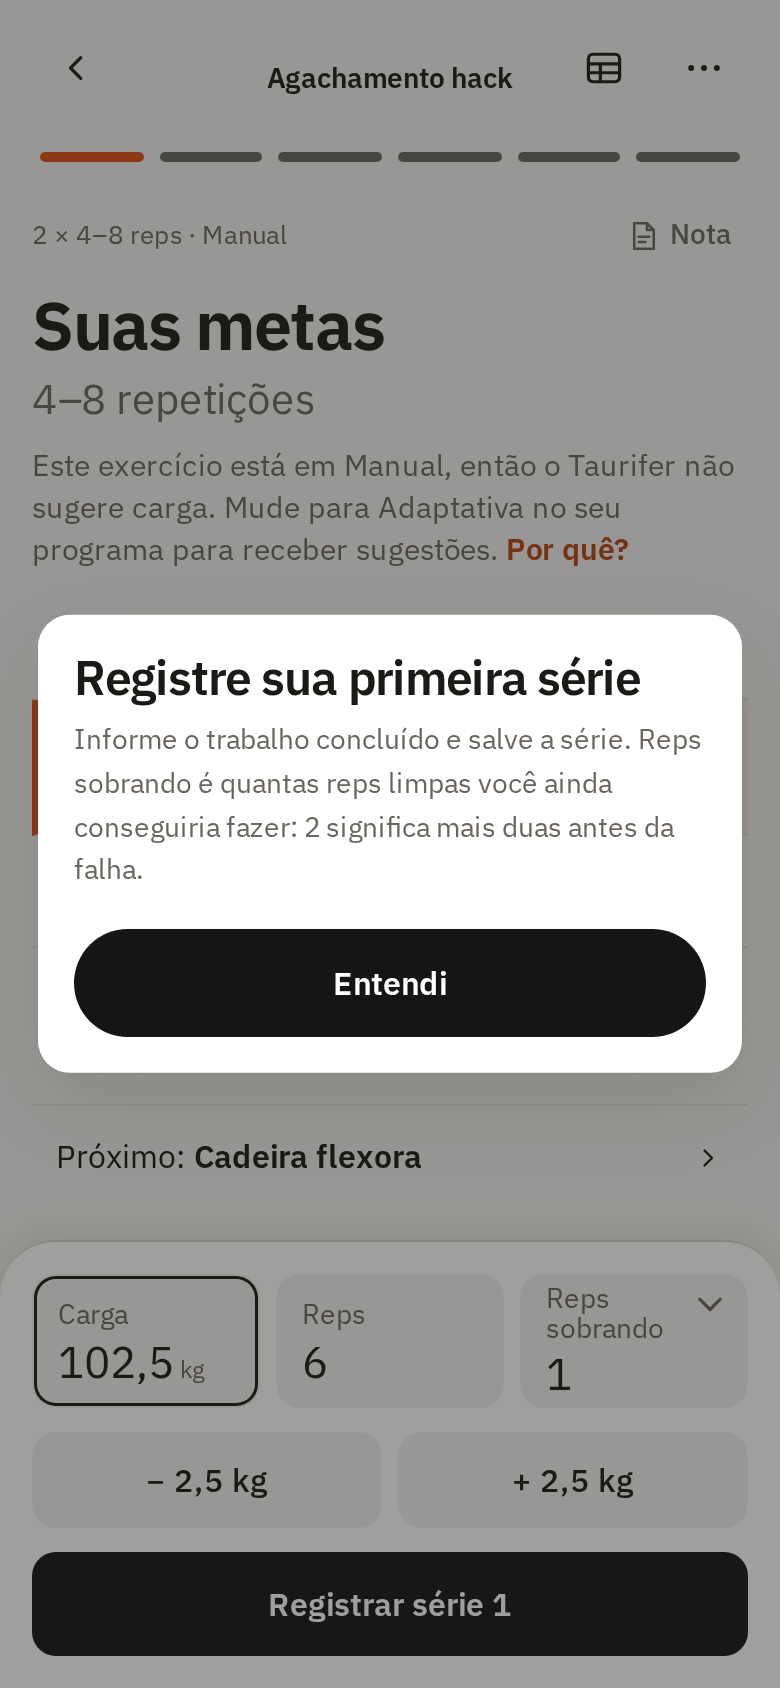 Agachamento hack
2 × 4–8 reps · Manual
Nota
Suas metas
4–8 repetições
Este exercício está em Manual, então o Taurifer não
sugere carga. Mude para Adaptativa no seu
programa para receber sugestões. Por quê?
Registre sua primeira série
Informe o trabalho concluído e salve a série. Reps
sobrando é quantas reps limpas você ainda
conseguiria fazer: 2 significa mais duas antes da
falha.
Entendi
Próximo: Cadeira flexora
Carga
102,5 kg
Reps
6
Reps
sobrando
1
− 2,5 kg
+ 2,5 kg
Registrar série 1